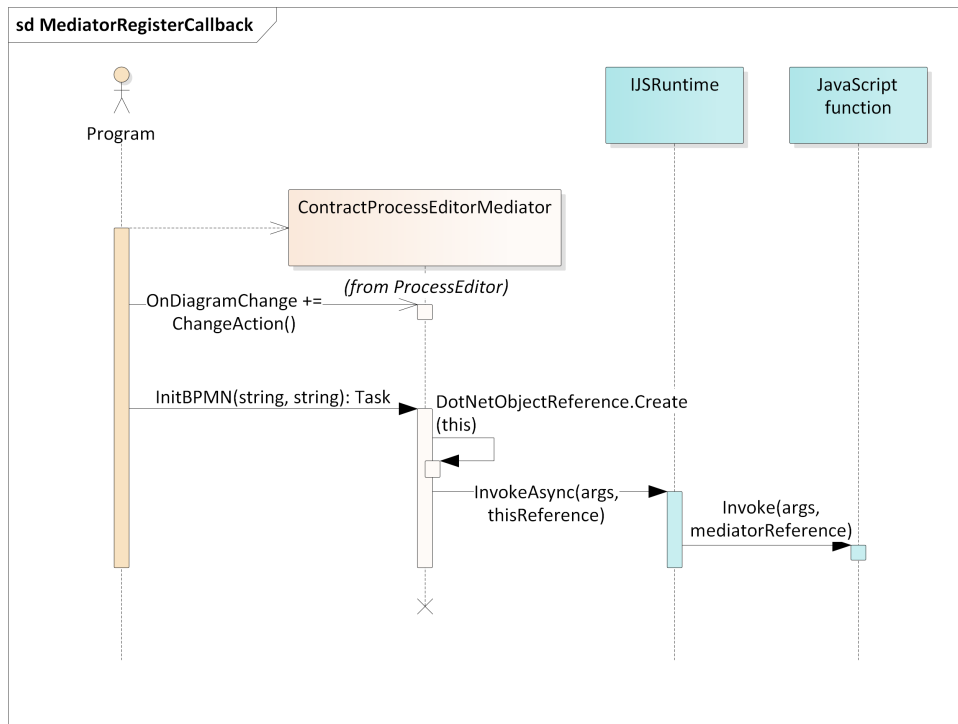 sd MediatorRegisterCallback
Program
IJSRuntime
JavaScript
function
ContractProcessEditorMediator
(from ProcessEditor)
OnDiagramChange +=
ChangeAction()
InitBPMN(string, string): Task
DotNetObjectReference.Create
(this)
InvokeAsync(args,
thisReference)
Invoke(args,
mediatorReference)